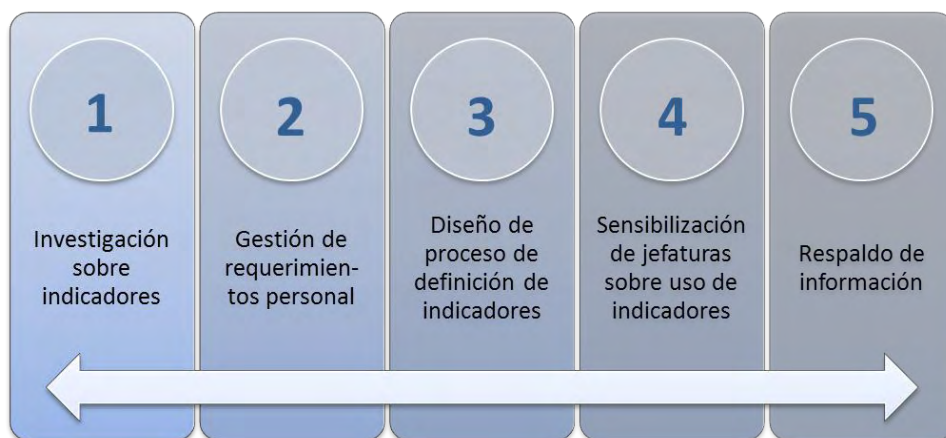 1
Investigación
sobre
indicadores
2
Gestión de
requerimien-
tos personal
3
Diseño de
proceso de
definición de
indicadores
4
Sensibilización
de jefaturas
sobre uso de
indicadores
5
Respaldo de
información